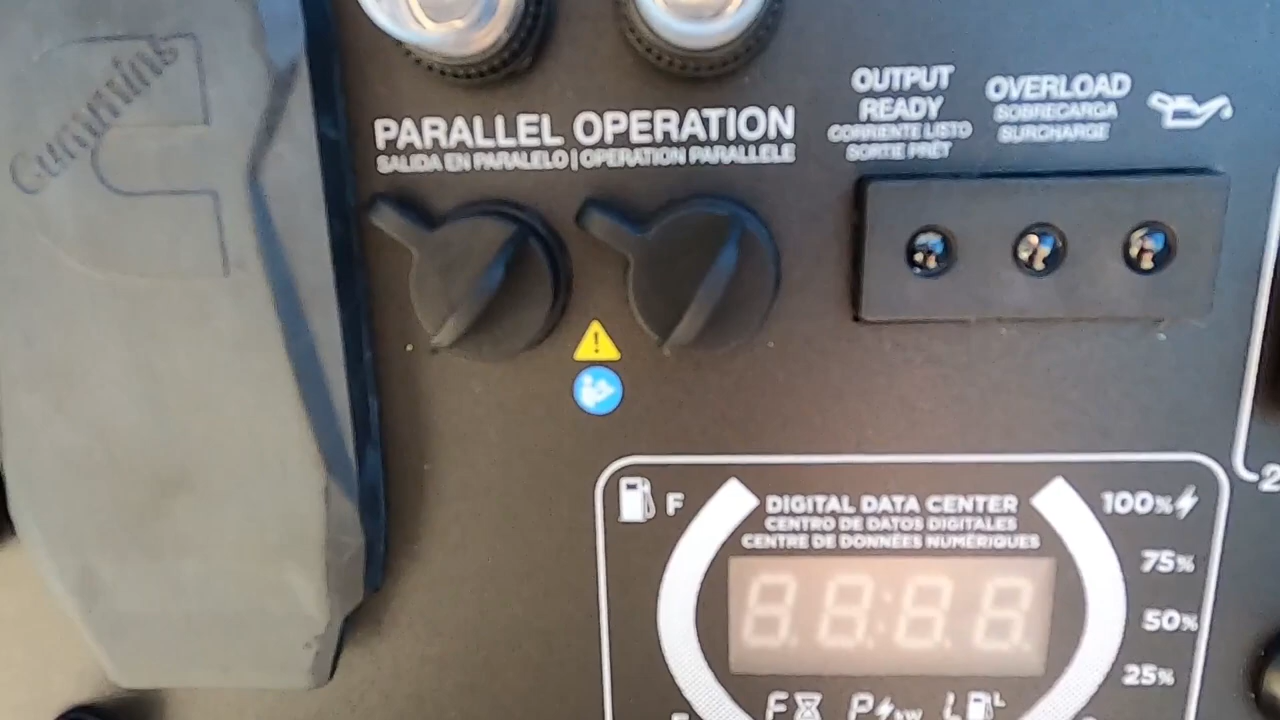 Cummins
OUTPUT
READY
CORRIENTE LISTO
SORTIE PRÊT
OVERLOAD
SOBRECARGA
SURCHARGE
PARALLEL OPERATION
SALIDA EN PARALELO | OPERATION PARALLELE
F
DIGITAL DATA CENTER
CENTRO DE DATOS DIGITALES
CENTRE DE DONNÉES NUMÉRIQUES
100%
75%
50%
25%
8.8:8.8.
F P kW L L